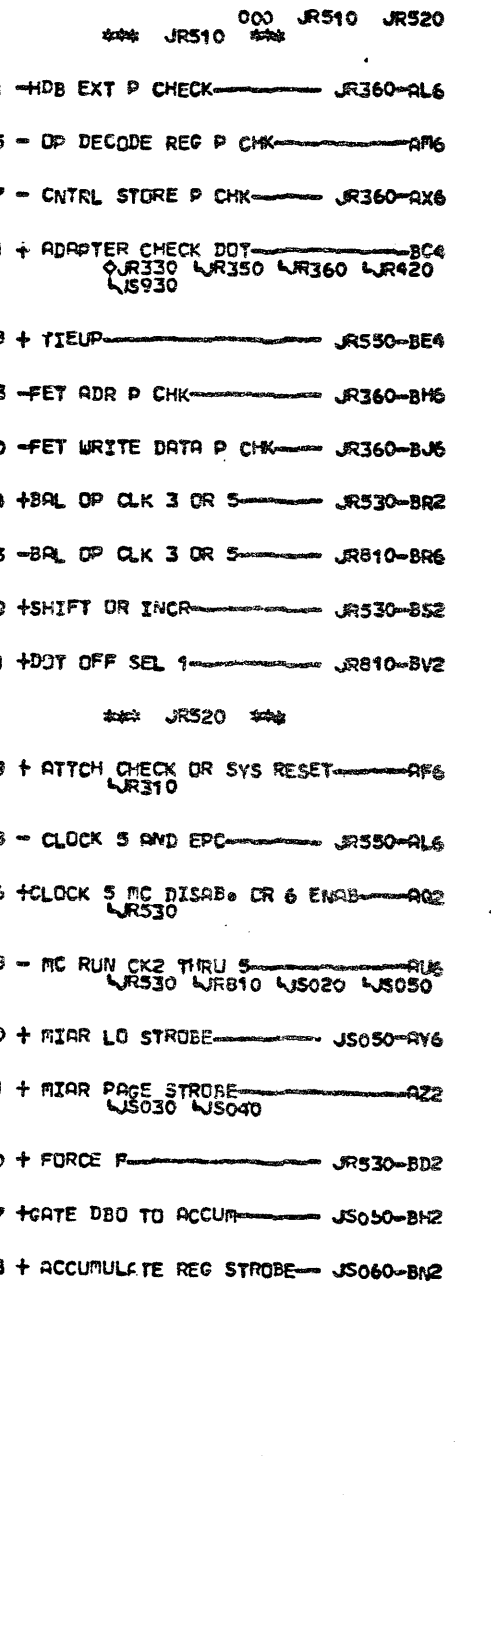 000 JR510 JR520
*** JR510 ***
-HDB EXT P CHECK JR360-AL6
- OP DECODE REG P CHK AM6
- CNTRL STORE P CHK JR360-AX6
+ ADAPTER CHECK DOT BC4
JR330 JR350 JR360 JR420
JS930
+ TIEUP JR550-BE4
-FET ADR P CHK JR360-BH6
-FET WRITE DATA P CHK JR360-BJ6
+BAL OP CLK 3 OR 5 JR530-BR2
-BAL OP CLK 3 OR 5 JR810-BR6
+SHIFT OR INCR JR530-BS2
+DOT OFF SEL 1 JR810-BV2
*** JR520 ***
+ ATTCH CHECK OR SYS RESET AF6
JR310
- CLOCK 5 AND EPC JR550-AL6
+CLOCK 5 MC DISAB. OR 6 ENAB AQ2
JR530
- MC RUN CK2 THRU 5 AU6
JR530 JR810 JS020 JS050
+ MIAR LO STROBE JS050-AY6
+ MIAR PAGE STROBE AZ2
JS030 JS040
+ FORCE P JR530-BD2
+GATE DBO TO ACCUM JS060-BH2
+ ACCUMULATE REG STROBE JS060-BN2